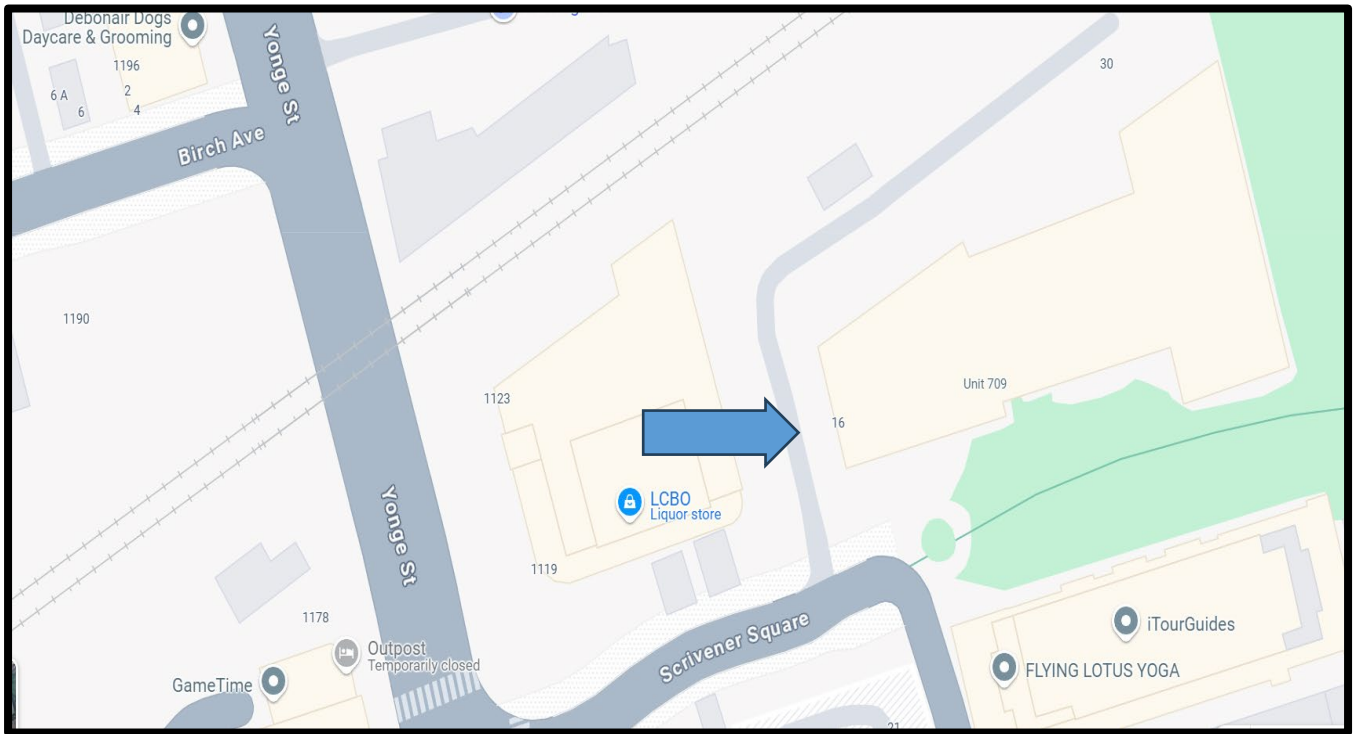 Debonair Dogs
Daycare & Grooming
1196
2
4
6 A
6
Yonge St
Birch Ave
30
1190
1123
Unit 709
16
LCBO
Liquor store
Yonge St
1119
1178
Outpost
Temporarily closed
GameTime
Scrivener Square
iTourGuides
FLYING LOTUS YOGA
21